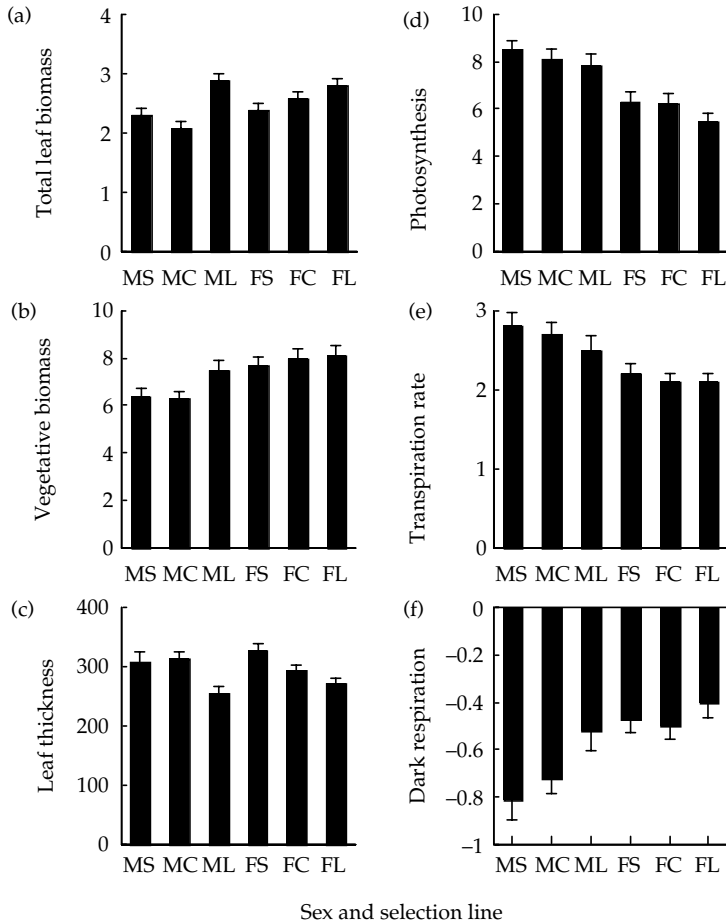 (a)
Total leaf biomass
4
3
2
1
0
MS MC ML FS FC FL
(b)
Vegetative biomass
10
8
6
4
2
0
MS MC ML FS FC FL
(c)
Leaf thickness
400
300
200
100
0
MS MC ML FS FC FL
(d)
Photosynthesis
10
8
6
4
2
0
MS MC ML FS FC FL
(e)
Transpiration rate
3
2
1
0
MS MC ML FS FC FL
(f)
Dark respiration
0
−0.2
−0.4
−0.6
−0.8
−1
MS MC ML FS FC FL
Sex and selection line